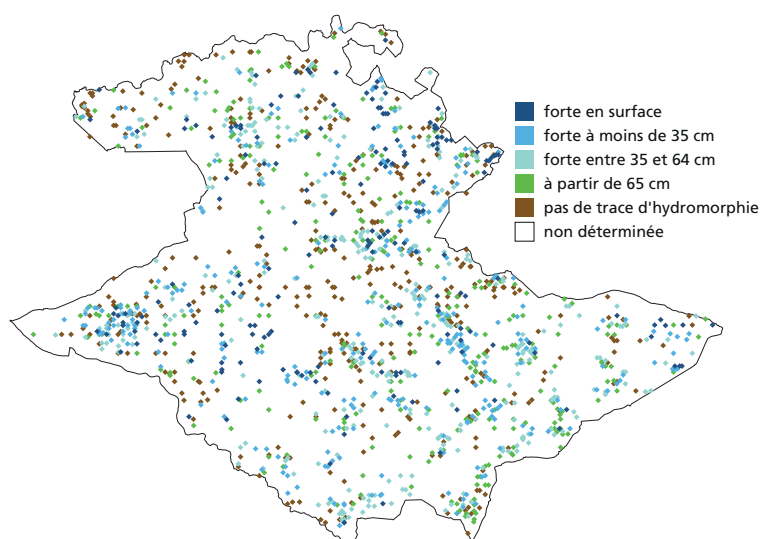 forte en surface
forte à moins de 35 cm
forte entre 35 et 64 cm
à partir de 65 cm
pas de trace d'hydromorphie
non déterminée